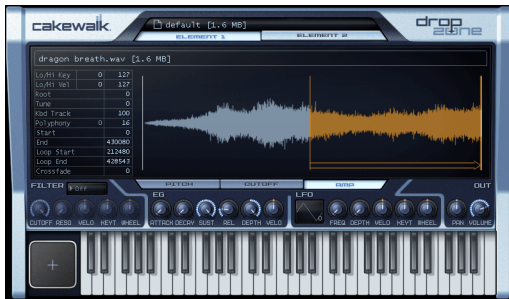 cakewalk
default [1.6 MB]
drop zone
ELEMENT 1 ELEMENT 2
dragon breath.wav [1.6 MB]
Lo/Hi Key 0 127
Lo/Hi Vel 0 127
Root 0
Tune 0
Kbd Track 100
Polyphony 0 16
Start 0
End 430080
Loop Start 212480
Loop End 428543
Crossfade 0
PITCH CUTOFF AMP
FILTER Off EG LFO OUT
CUTOFF RESO VELO KEYT WHEEL ATTACK DECAY SUST REL DEPTH VELO FREQ DEPTH VELO KEYT WHEEL PAN VOLUME